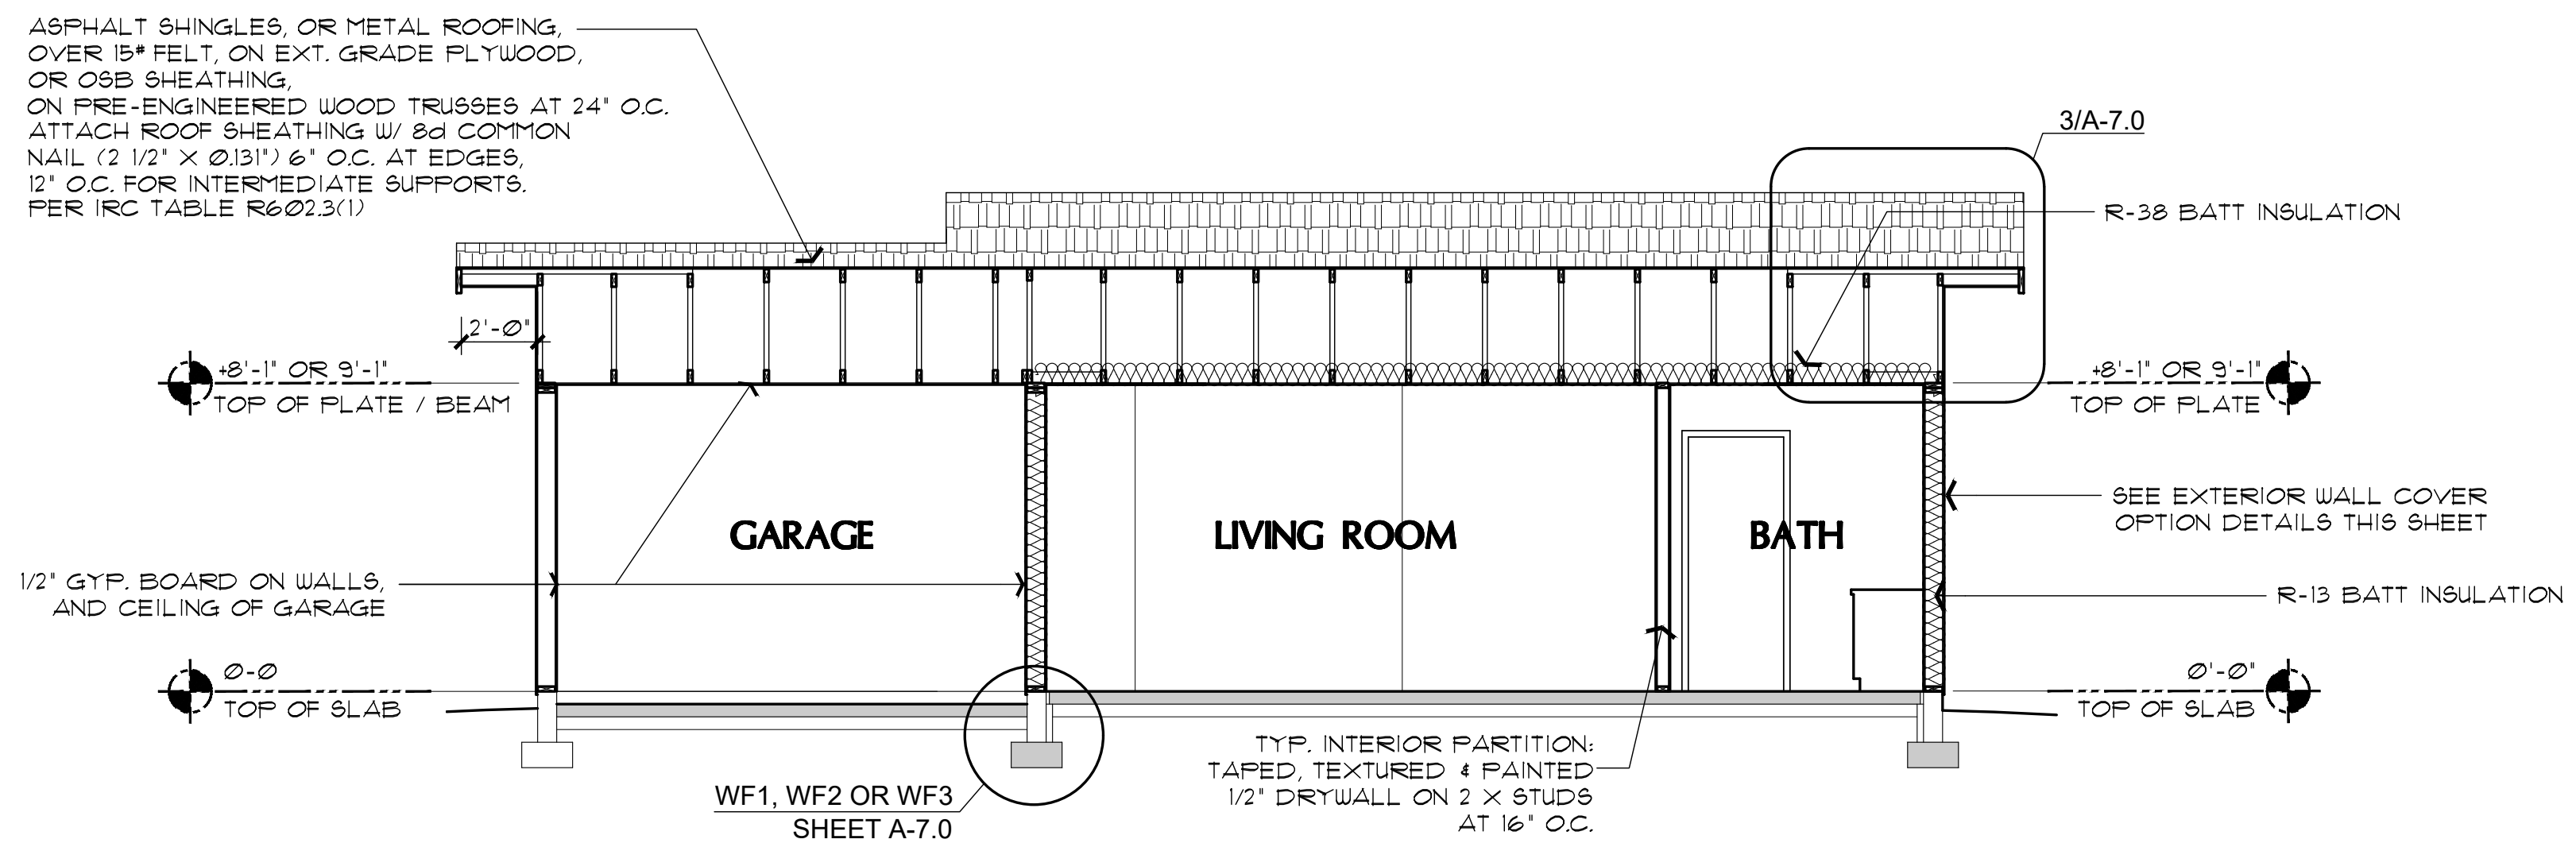 ASPHALT SHINGLES, OR METAL ROOFING,
OVER 15# FELT, ON EXT. GRADE PLYWOOD,
OR OSB SHEATHING,
ON PRE-ENGINEERED WOOD TRUSSES AT 24" O.C.
ATTACH ROOF SHEATHING W/ 8d COMMON
NAIL (2 1/2" X Ø.131") 6" O.C. AT EDGES,
12" O.C. FOR INTERMEDIATE SUPPORTS.
PER IRC TABLE R6Ø2.3(1)
3/A-7.0
R-38 BATT INSULATION
2'-Ø"
+8'-1" OR 9'-1"
TOP OF PLATE / BEAM
+8'-1" OR 9'-1"
TOP OF PLATE
SEE EXTERIOR WALL COVER
OPTION DETAILS THIS SHEET
GARAGE
LIVING ROOM
BATH
1/2" GYP. BOARD ON WALLS,
AND CEILING OF GARAGE
R-13 BATT INSULATION
Ø-Ø
TOP OF SLAB
Ø'-Ø"
TOP OF SLAB
TYP. INTERIOR PARTITION:
TAPED, TEXTURED & PAINTED
1/2" DRYWALL ON 2 X STUDS
AT 16" O.C.
WF1, WF2 OR WF3
SHEET A-7.0